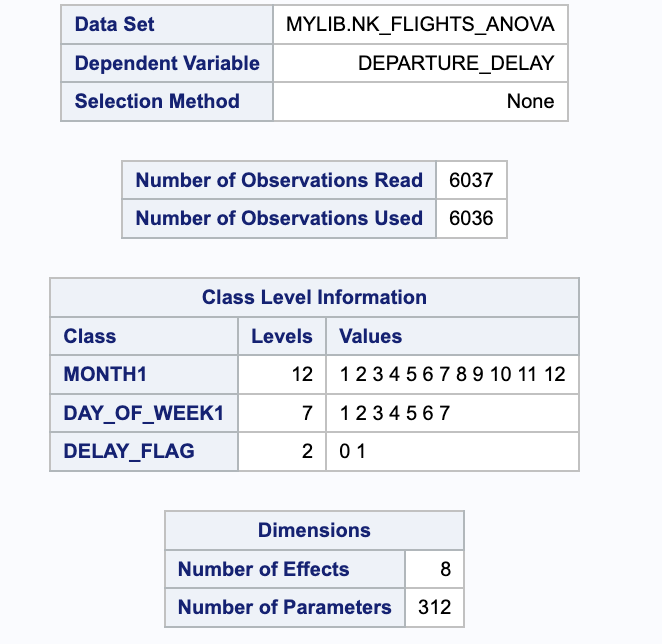 Data Set MYLIB.NK_FLIGHTS_ANOVA
Dependent Variable DEPARTURE_DELAY
Selection Method None
Number of Observations Read 6037
Number of Observations Used 6036
Class Level Information
Class Levels Values
MONTH1 12 1 2 3 4 5 6 7 8 9 10 11 12
DAY_OF_WEEK1 7 1 2 3 4 5 6 7
DELAY_FLAG 2 0 1
Dimensions
Number of Effects 8
Number of Parameters 312